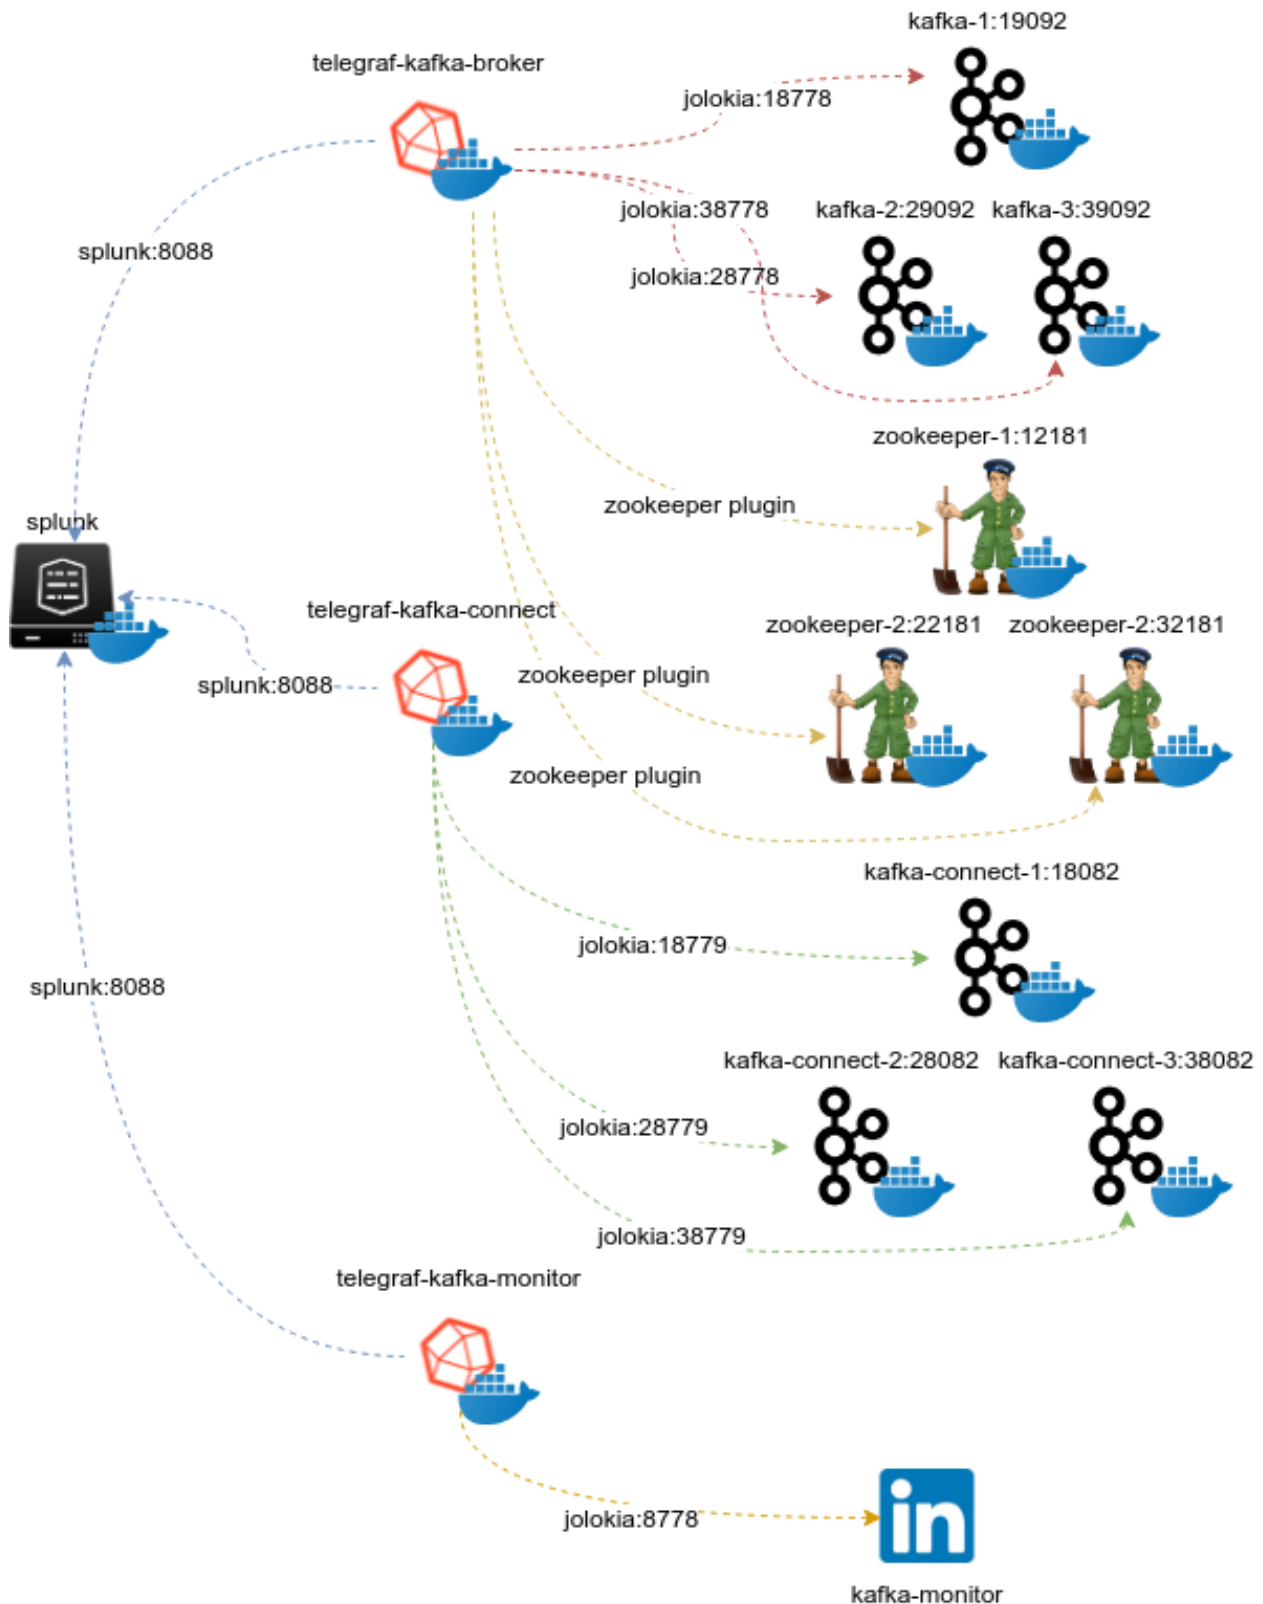 kafka-1:19092
telegraf-kafka-broker
jolokia:18778
jolokia:38778
kafka-2:29092
kafka-3:39092
splunk:8088
jolokia:28778
zookeeper-1:12181
zookeeper plugin
splunk
telegraf-kafka-connect
zookeeper-2:22181
zookeeper-2:32181
zookeeper plugin
splunk:8088
zookeeper plugin
kafka-connect-1:18082
jolokia:18779
splunk:8088
kafka-connect-2:28082
kafka-connect-3:38082
jolokia:28779
jolokia:38779
telegraf-kafka-monitor
in
jolokia:8778
kafka-monitor